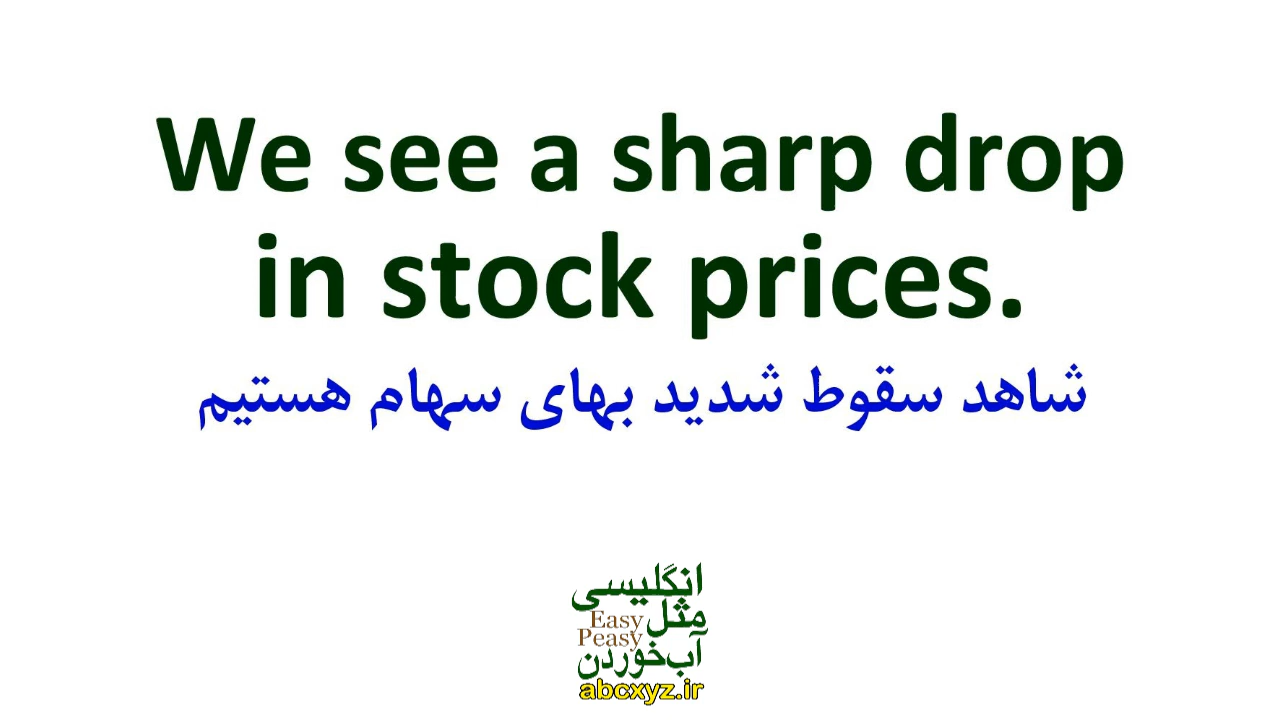 We see a sharp drop
in stock prices.
شاهد سقوط شدید بهای سهام هستیم
انگلیسی
مثل
Easy
Peasy
آب‌خوردن
abcxyz.ir